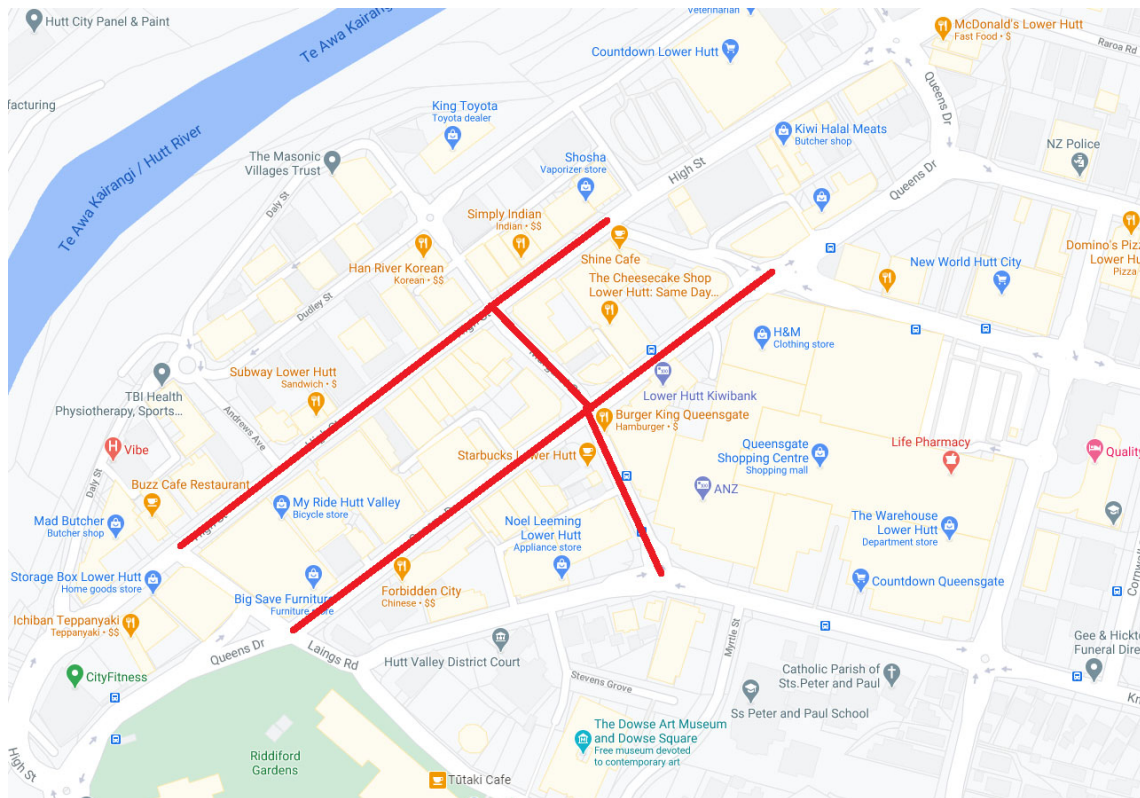 Hutt City Panel & Paint
Te Awa Kairangi
Veterinarian
McDonald's Lower Hutt
Fast Food · $
Raroa Rd
Countdown Lower Hutt
Queens Dr
King Toyota
Toyota dealer
Te Awa Kairangi / Hutt River
The Masonic
Villages Trust
Kiwi Halal Meats
Butcher shop
NZ Police
Shosha
Vaporizer store
High St
Queens Dr
Daly St
Simply Indian
Indian · $$
Han River Korean
Korean · $$
Shine Cafe
The Cheesecake Shop
Lower Hutt: Same Day...
New World Hutt City
Domino's
Pizza
Dudley St
H&M
Clothing store
Subway Lower Hutt
Sandwich · $
TBI Health
Physiotherapy, Sports...
Lower Hutt Kiwibank
Burger King Queensgate
Hamburger · $
Andrews Ave
Vibe
Starbucks Lower Hutt
Queensgate
Shopping Centre
Shopping mall
Life Pharmacy
Quality
Daly St
Buzz Cafe Restaurant
ANZ
My Ride Hutt Valley
Bicycle store
Mad Butcher
Butcher shop
Noel Leeming
Lower Hutt
Appliance store
The Warehouse
Lower Hutt
Department store
Storage Box Lower Hutt
Home goods store
Big Save Furniture
Forbidden City
Chinese · $$
Countdown Queensgate
Ichiban Teppanyaki
Teppanyaki · $$
Queens Dr
Laings Rd
Hutt Valley District Court
Myrtle St
Gee &
Funeral
CityFitness
Stevens Grove
Catholic Parish of
Sts.Peter and Paul
Ss Peter and Paul School
High St
Riddiford
Gardens
The Dowse Art Museum
and Dowse Square
Free museum devoted
to contemporary art
Tūtaki Cafe